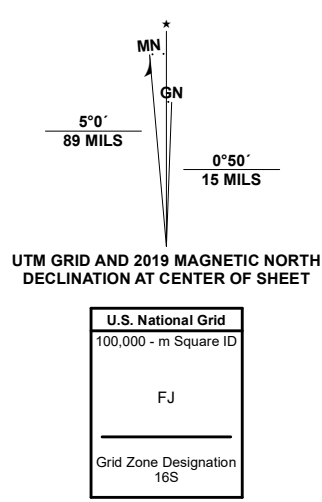 MN
GN
5°0´
89 MILS
0°50´
15 MILS
UTM GRID AND 2019 MAGNETIC NORTH
DECLINATION AT CENTER OF SHEET
U.S. National Grid
100,000 - m Square ID
FJ
Grid Zone Designation
16S